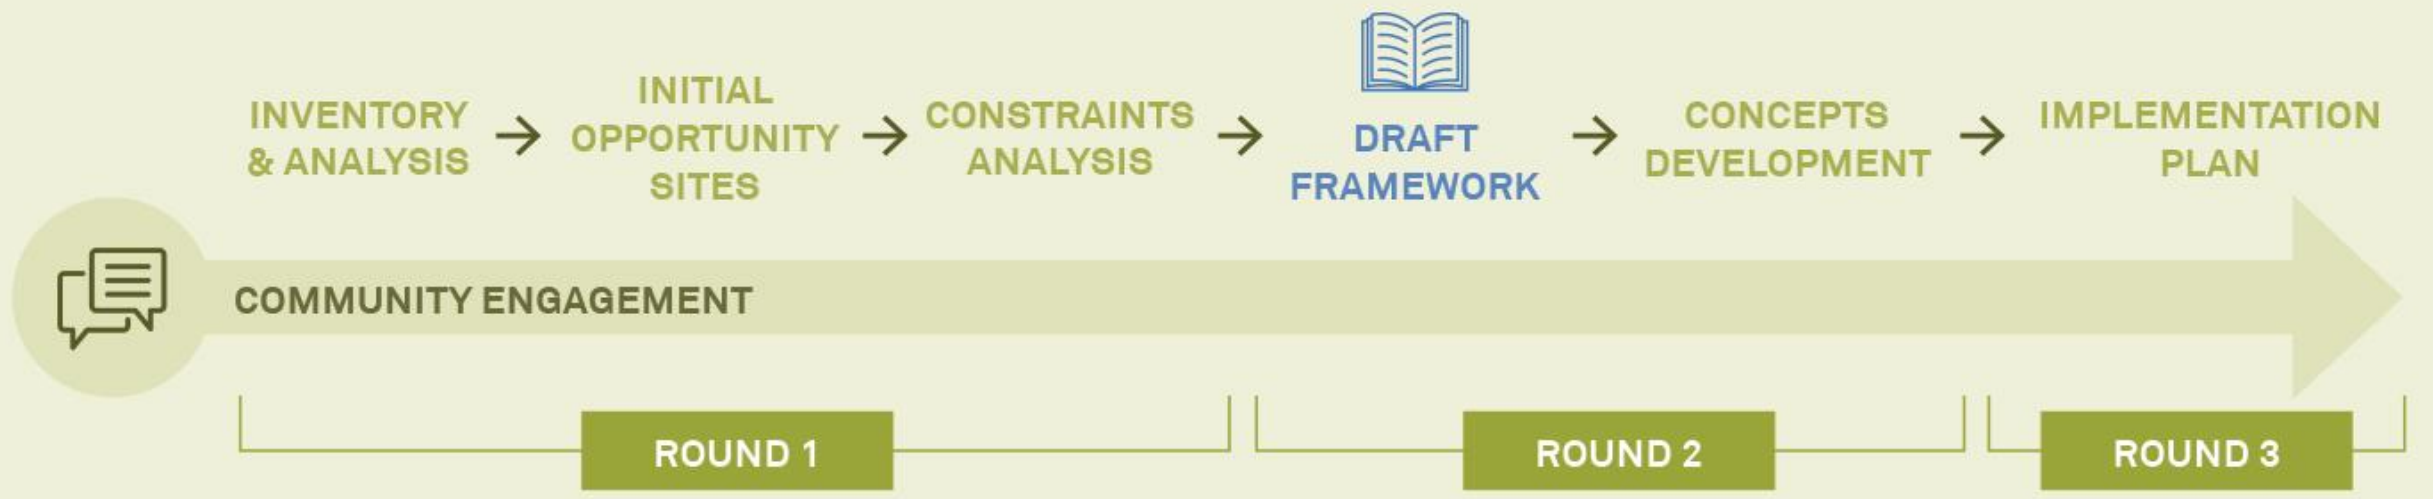 INVENTORY
& ANALYSIS
INITIAL
OPPORTUNITY
SITES
CONSTRAINTS
ANALYSIS
DRAFT
FRAMEWORK
CONCEPTS
DEVELOPMENT
IMPLEMENTATION
PLAN
COMMUNITY ENGAGEMENT
ROUND 1
ROUND 2
ROUND 3